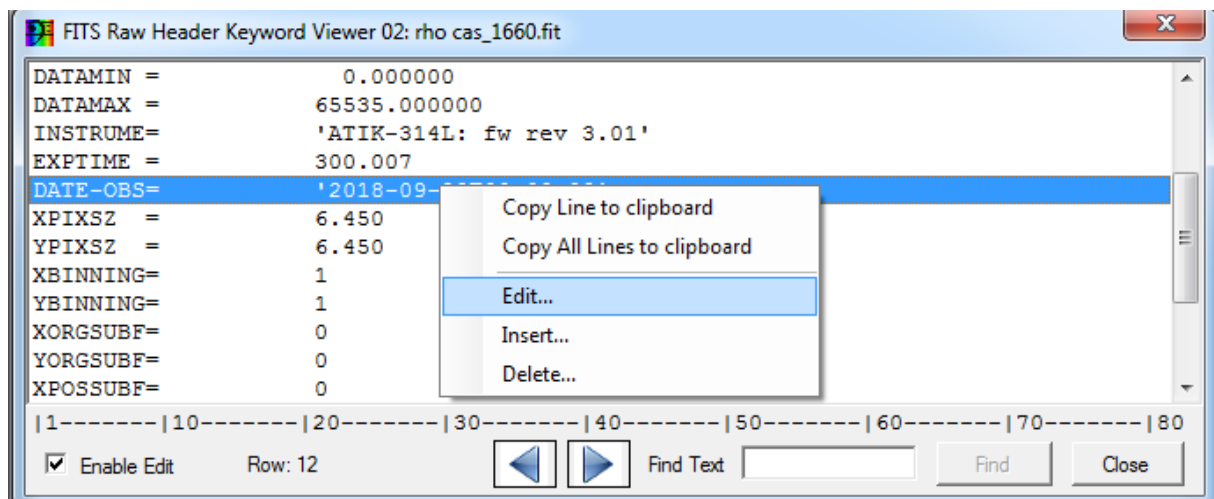 FITS Raw Header Keyword Viewer 02: rho cas_1660.fit
DATAMIN = 0.000000
DATAMAX = 65535.000000
INSTRUME= 'ATIK-314L: fw rev 3.01'
EXPTIME = 300.007
DATE-OBS= '2018-09-
XPIXSZ = 6.450
YPIXSZ = 6.450
XBINNING= 1
YBINNING= 1
XORGSUBF= 0
YORGSUBF= 0
XPOSSUBF= 0
Copy Line to clipboard
Copy All Lines to clipboard
Edit...
Insert...
Delete...
|1-------|10-------|20-------|30-------|40-------|50-------|60-------|70-------|80
Enable Edit Row: 12 Find Text Find Close